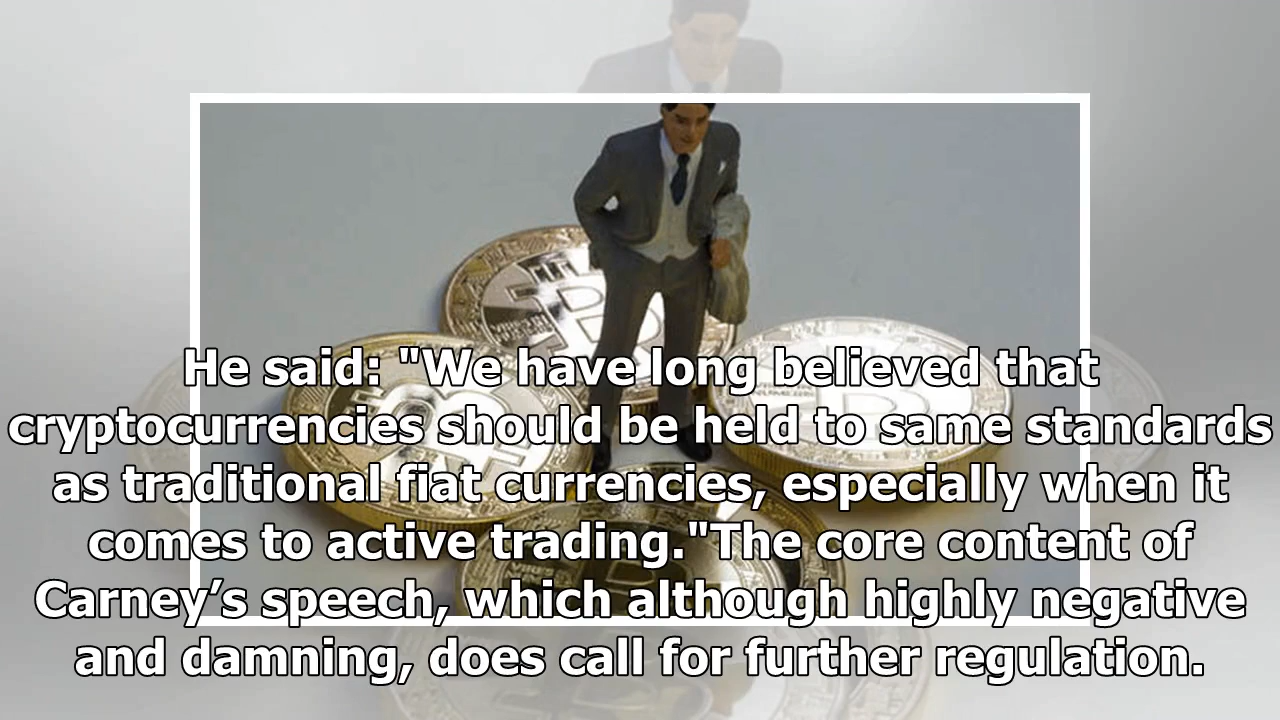 He said: "We have long believed that
cryptocurrencies should be held to same standards
as traditional fiat currencies, especially when it
comes to active trading."The core content of
Carney’s speech, which although highly negative
and damning, does call for further regulation.